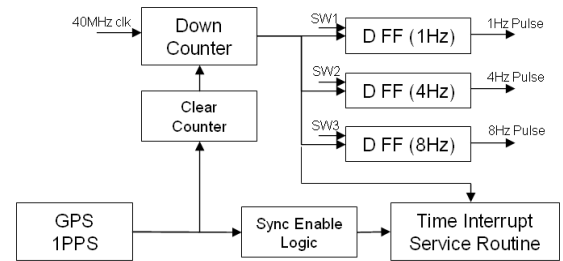 40MHz clk
Down
Counter
SW1
D FF (1Hz)
1Hz Pulse
SW2
D FF (4Hz)
4Hz Pulse
Clear
Counter
SW3
D FF (8Hz)
8Hz Pulse
GPS
1PPS
Sync Enable
Logic
Time Interrupt
Service Routine